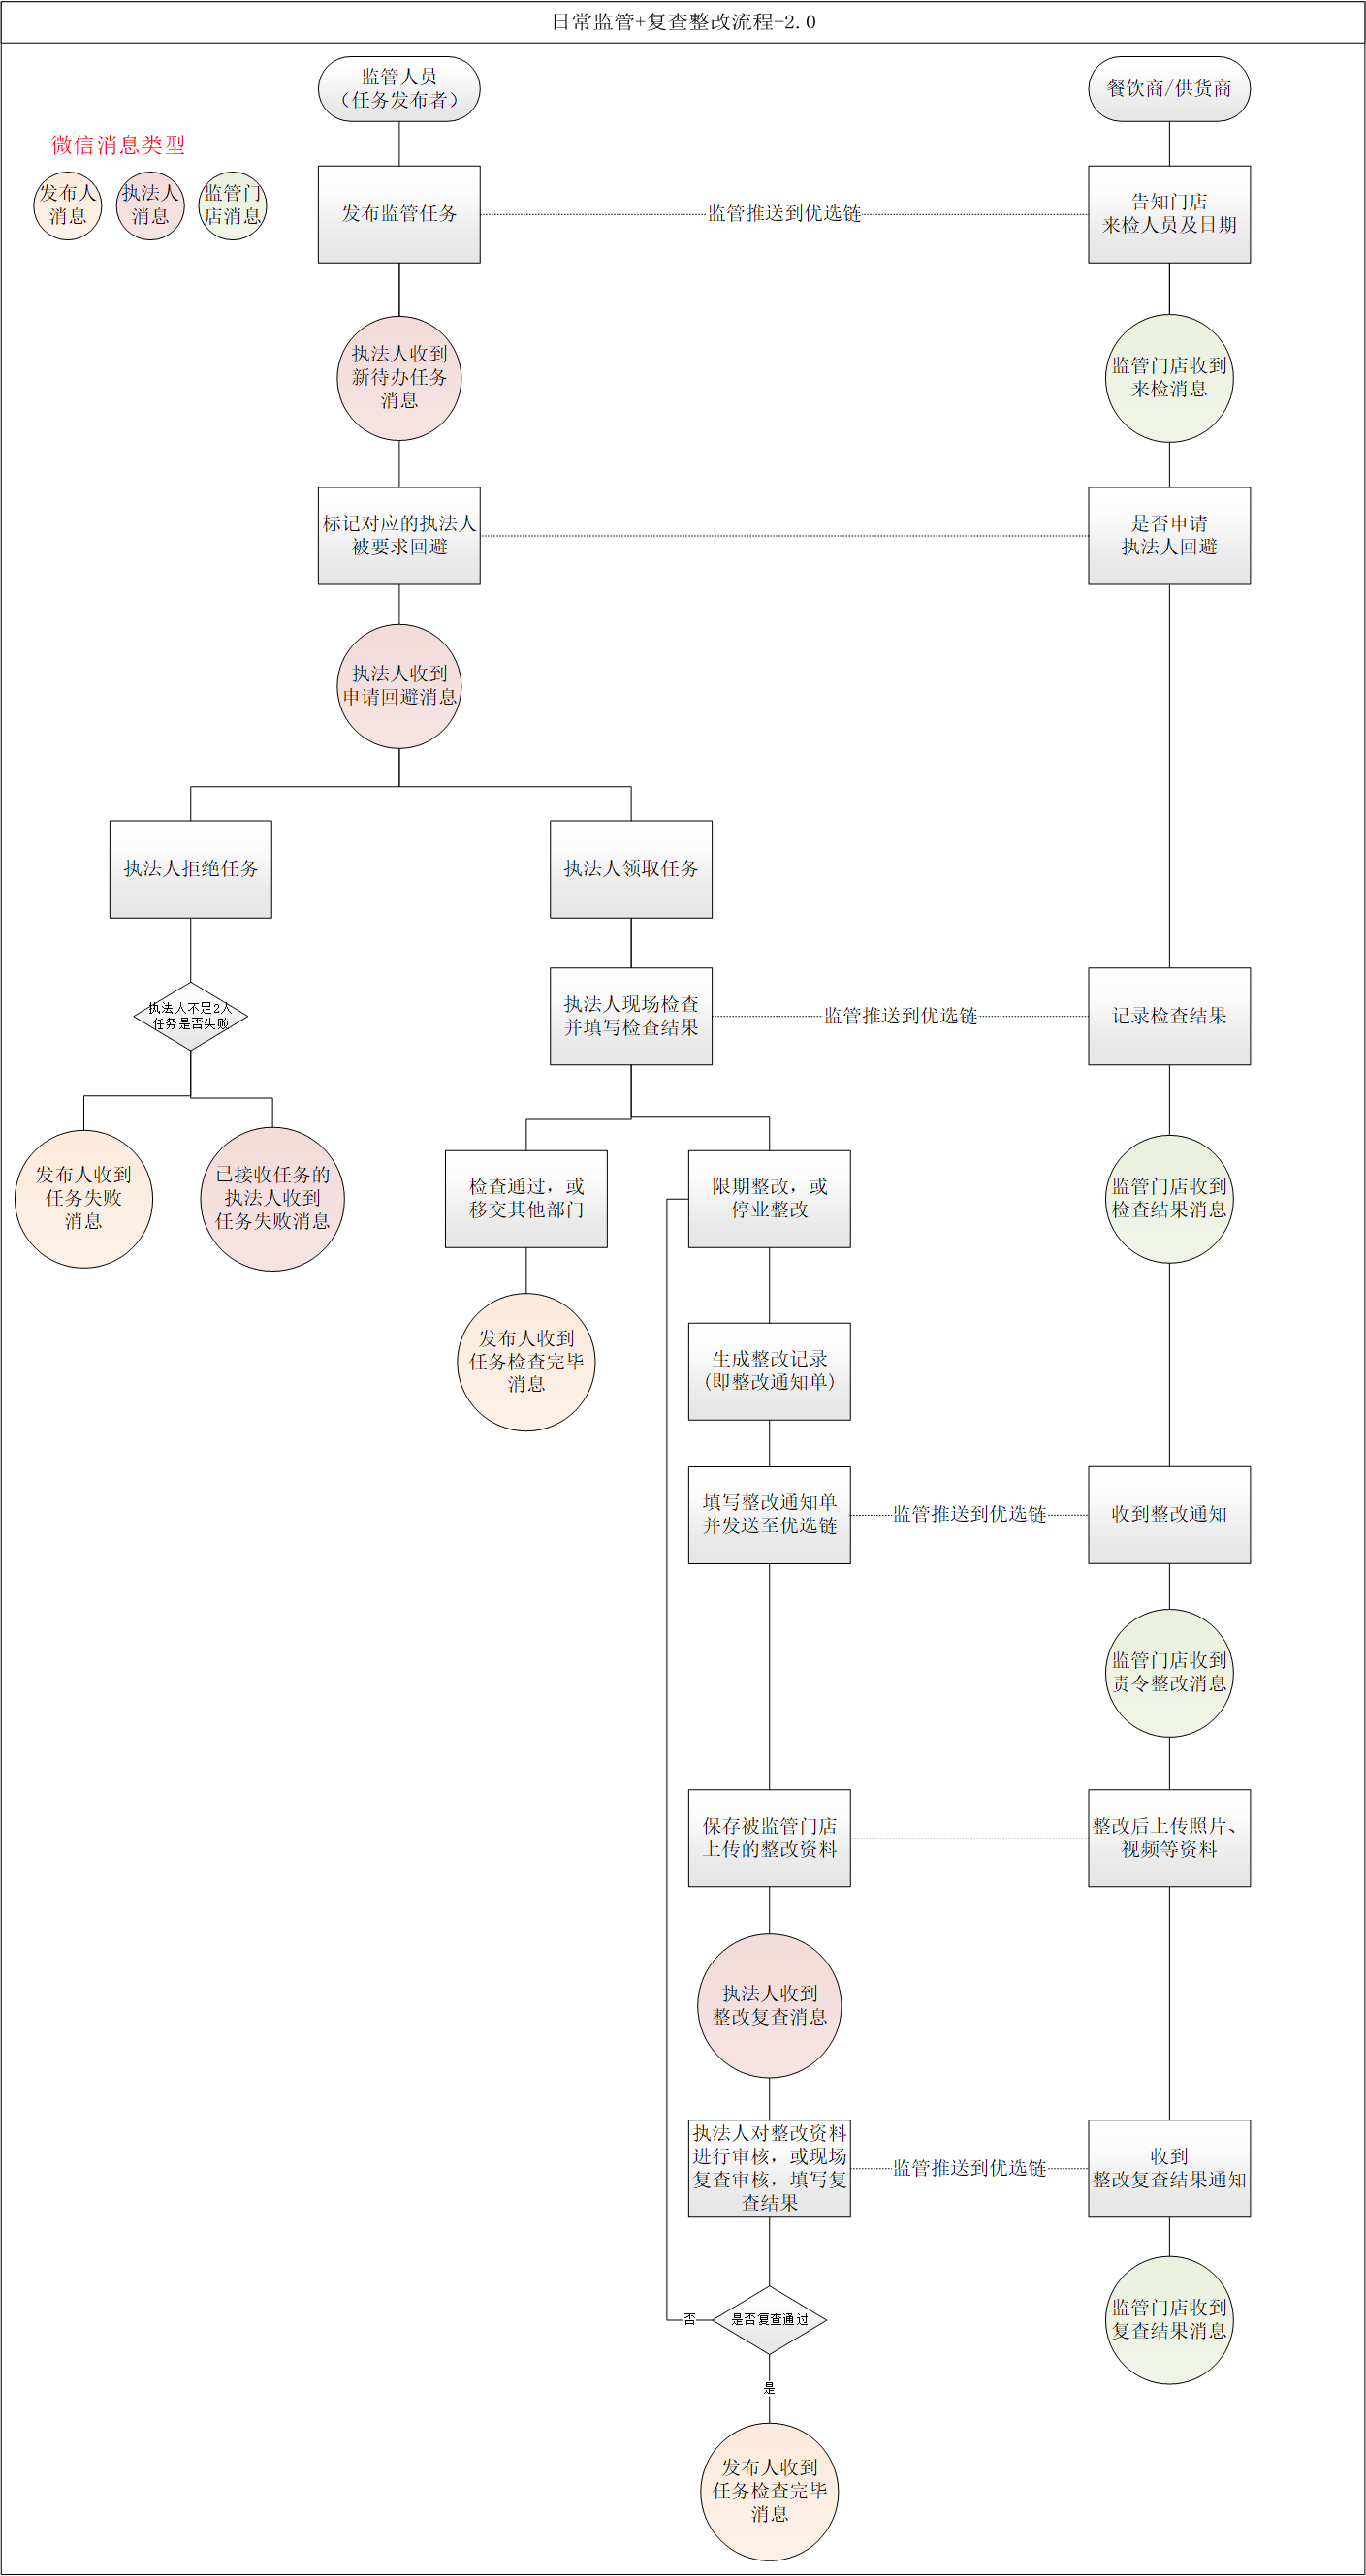 日常监管+复查整改流程-2.0
监管人员
（任务发布者）
餐饮商/供货商
微信消息类型
发布人
消息
执法人
消息
监管门
店消息
发布监管任务
监管推送到优选链
告知门店
来检人员及日期
执法人收到
新待办任务
消息
监管门店收到
来检消息
标记对应的执法人
被要求回避
是否申请
执法人回避
执法人收到
申请回避消息
执法人拒绝任务
执法人领取任务
执法人不足2人
任务是否失败
执法人现场检查
并填写检查结果
监管推送到优选链
记录检查结果
发布人收到
任务失败
消息
已接收任务的
执法人收到
任务失败消息
检查通过，或
移交其他部门
限期整改，或
停业整改
监管门店收到
检查结果消息
发布人收到
任务检查完毕
消息
生成整改记录
(即整改通知单)
填写整改通知单
并发送至优选链
监管推送到优选链
收到整改通知
监管门店收到
责令整改消息
保存被监管门店
上传的整改资料
整改后上传照片、
视频等资料
执法人收到
整改复查消息
执法人对整改资料
进行审核，或现场
复查审核，填写复
查结果
监管推送到优选链
收到
整改复查结果通知
否
是否复查通过
监管门店收到
复查结果消息
是
发布人收到
任务检查完毕
消息